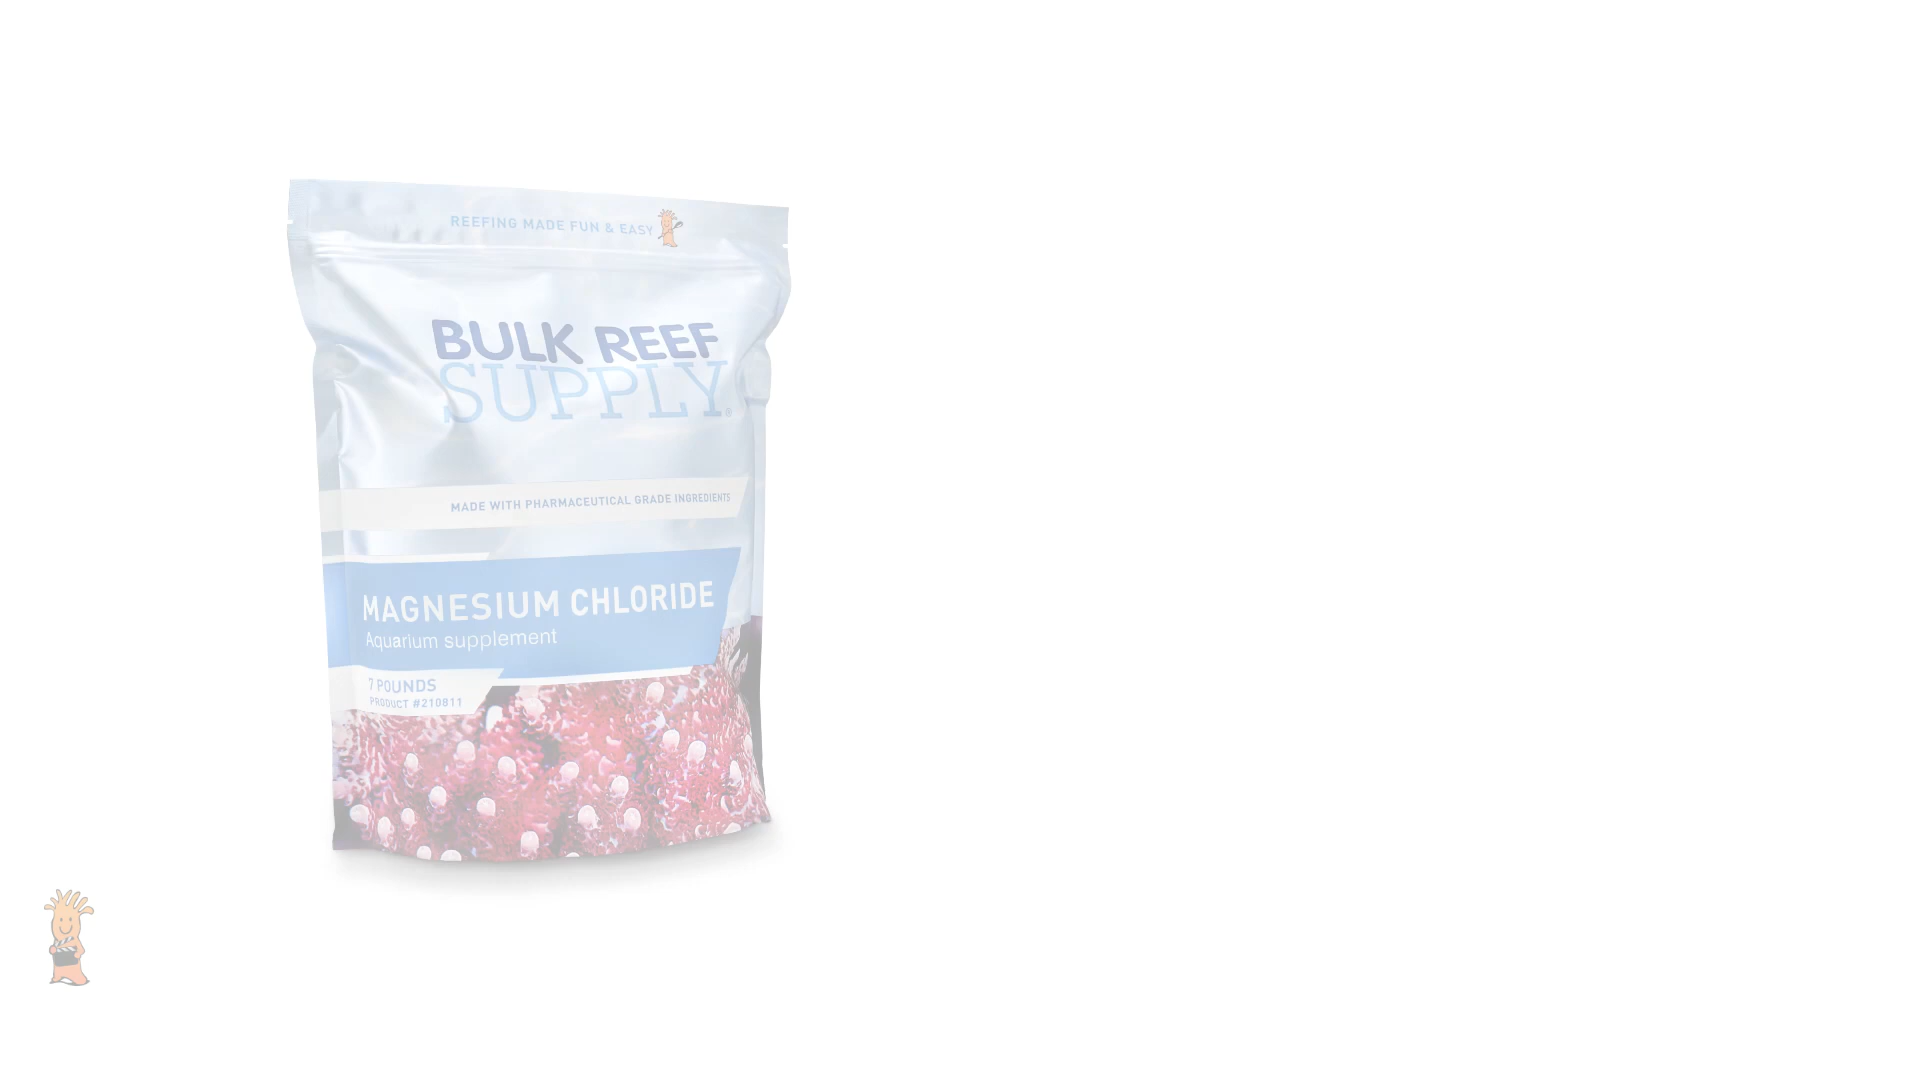 REEFING MADE FUN & EASY
BULK REEF
SUPPLY®
MADE WITH PHARMACEUTICAL GRADE INGREDIENTS
MAGNESIUM CHLORIDE
Aquarium supplement
7 POUNDS
PRODUCT #210811